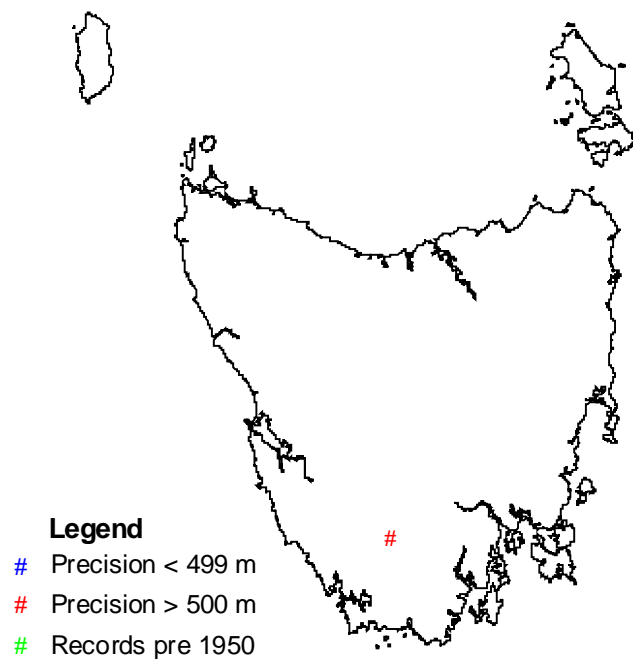 #
Legend
# Precision < 499 m
# Precision > 500 m
# Records pre 1950